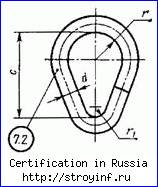 r
c
d
7.2
r₁
Certification in Russia
http://stroyinf.ru